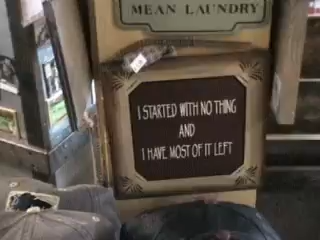 MEAN LAUNDRY
I STARTED WITH NO THING
AND
I HAVE MOST OF IT LEFT